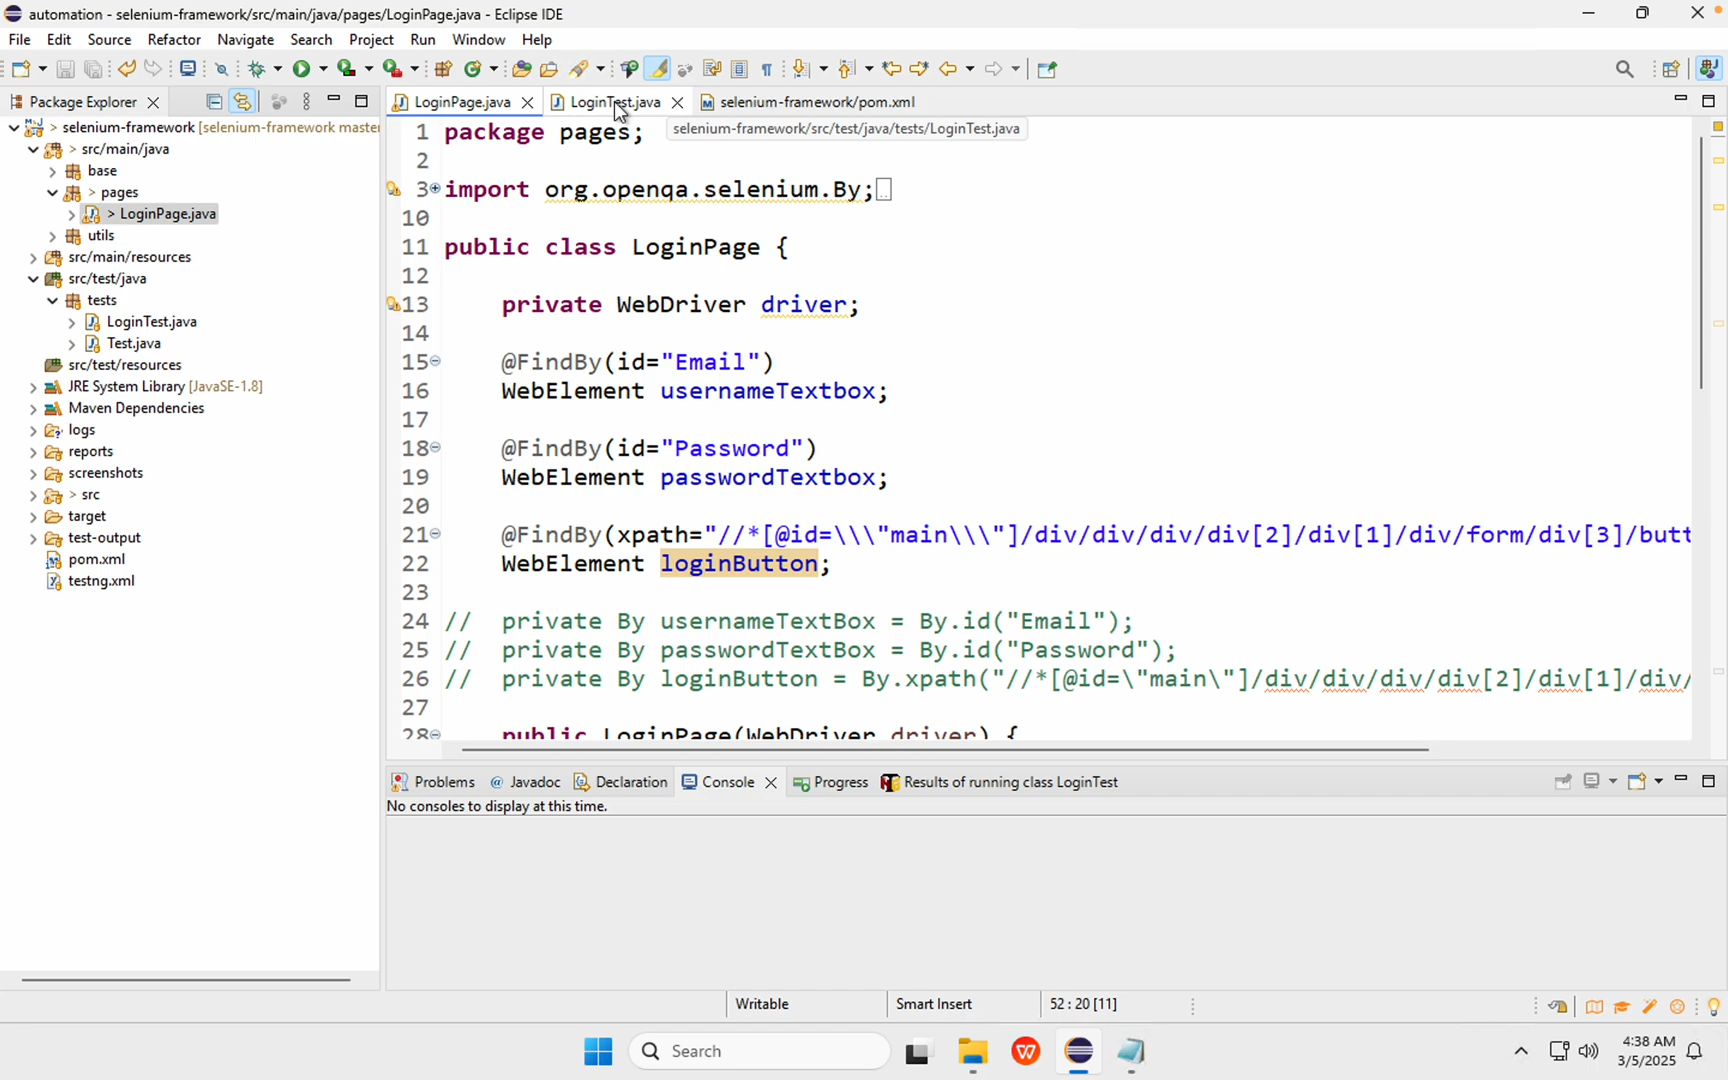 automation - selenium-framework/src/main/java/pages/LoginPage.java - Eclipse IDE
File Edit Source Refactor Navigate Search Project Run Window Help
Package Explorer
LoginPage.java
LoginTest.java
selenium-framework/pom.xml
selenium-framework/src/test/java/tests/LoginTest.java
> selenium-framework [selenium-framework master
> src/main/java
base
> pages
> LoginPage.java
utils
src/main/resources
src/test/java
tests
LoginTest.java
Test.java
src/test/resources
JRE System Library [JavaSE-1.8]
Maven Dependencies
logs
reports
screenshots
> src
target
test-output
pom.xml
testng.xml
1 package pages;
2
3 import org.openqa.selenium.By;
10
11 public class LoginPage {
12
13 private WebDriver driver;
14
15 @FindBy(id="Email")
16 WebElement usernameTextbox;
17
18 @FindBy(id="Password")
19 WebElement passwordTextbox;
20
21 @FindBy(xpath="//*[@id=\\\"main\\\"]/div/div/div/div[2]/div[1]/div/form/div[3]/butt
22 WebElement loginButton;
23
24 // private By usernameTextBox = By.id("Email");
25 // private By passwordTextBox = By.id("Password");
26 // private By loginButton = By.xpath("//*[@id=\"main\"]/div/div/div/div[2]/div[1]/div/
27
28 public LoginPage(WebDriver driver) {
Problems Javadoc Declaration Console Progress Results of running class LoginTest
No consoles to display at this time.
Writable Smart Insert 52 : 20 [11]
Search
4:38 AM
3/5/2025